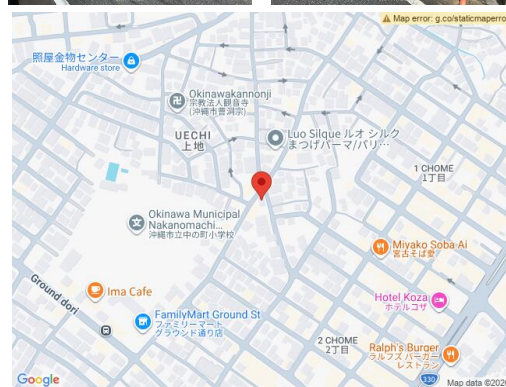 Map error: g.co/staticmaperro
照屋金物センター
Hardware store
Okinawakannonji
宗教法人観音寺
(沖縄市曹洞宗)
UECHI
上地
Luo Silque ルオ シルク
まつげパーマ/パリ…
1 CHOME
1丁目
Okinawa Municipal
Nakanomachi...
沖縄市立中の町小学校
Miyako Soba Ai
宮古そば愛
Ground dori
Ima Cafe
Hotel Koza
ホテルコザ
FamilyMart Ground St
ファミリーマート
グラウンド通り店
2 CHOME
2丁目
Ralph's Burger
ラルフズ バーガー
レストラン
330
Google
Map data ©202